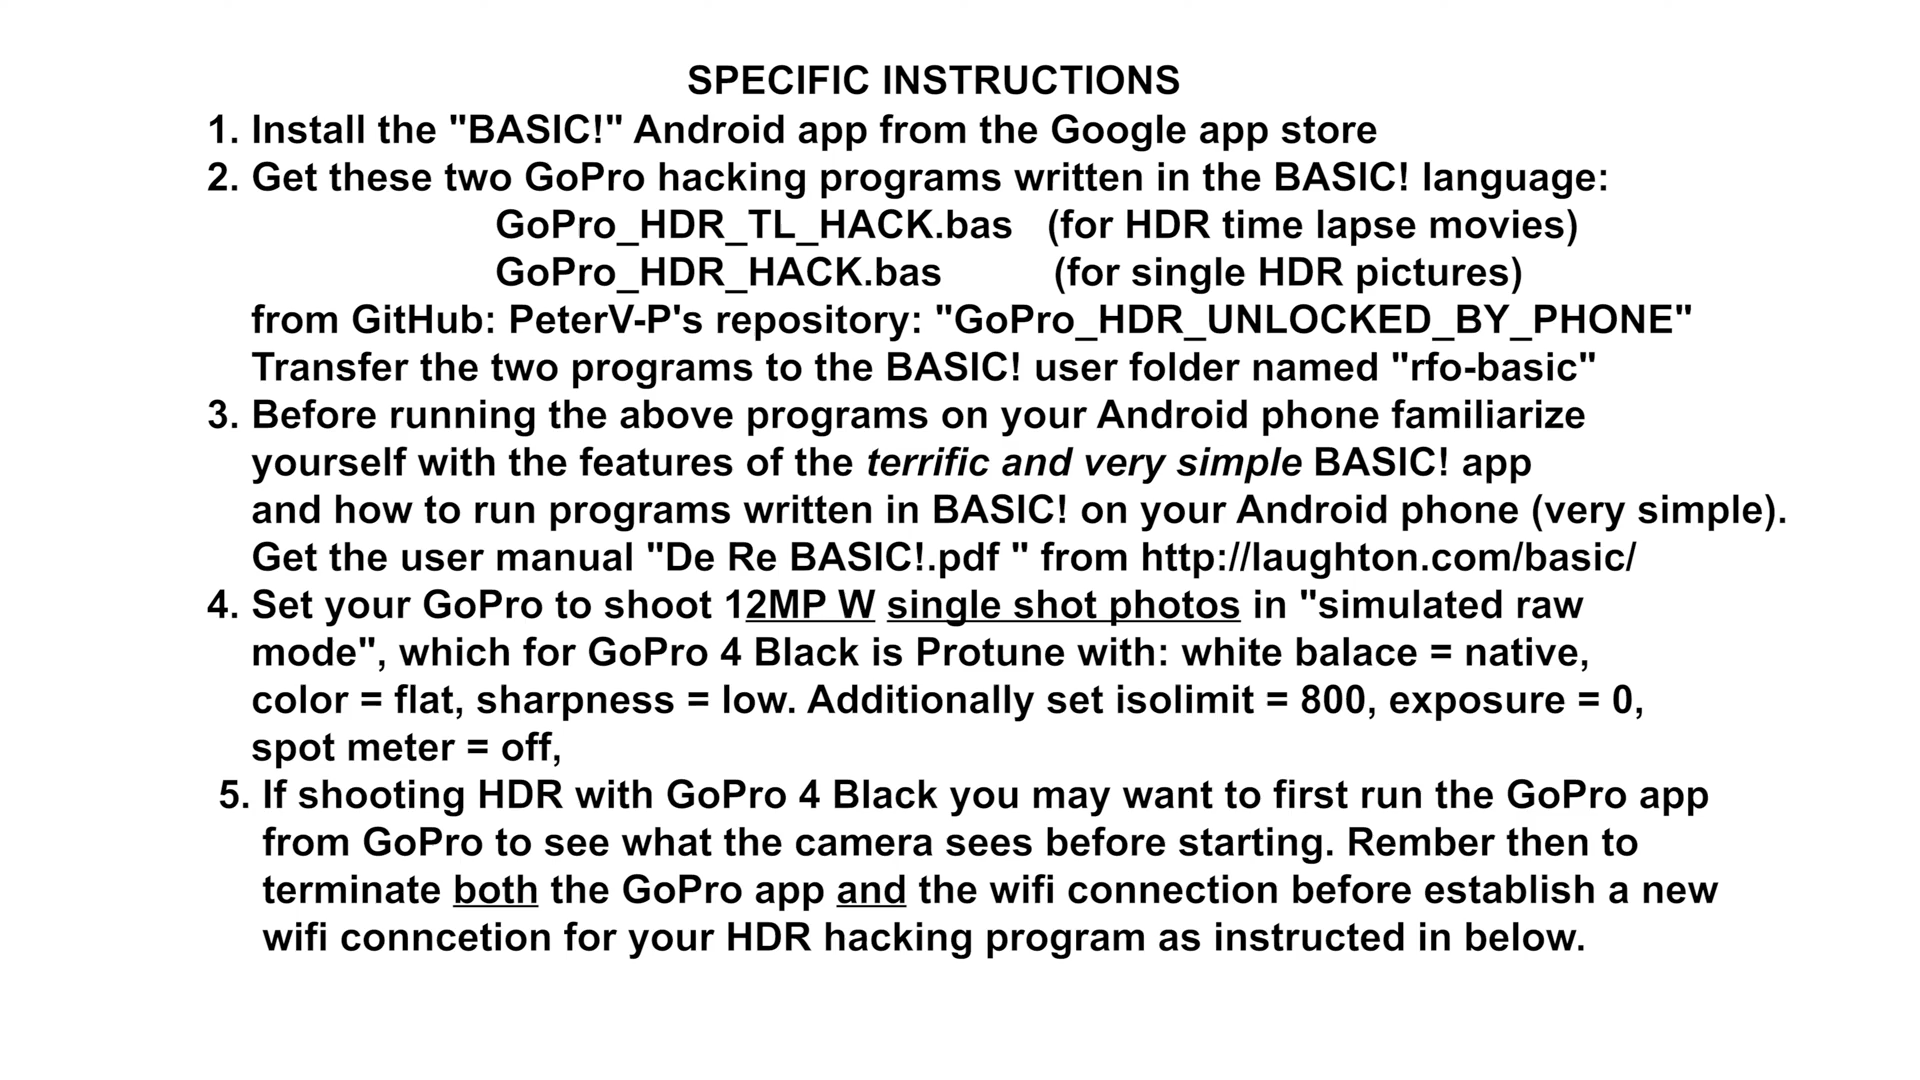 SPECIFIC INSTRUCTIONS
1. Install the "BASIC!" Android app from the Google app store
2. Get these two GoPro hacking programs written in the BASIC! language:
GoPro_HDR_TL_HACK.bas (for HDR time lapse movies)
GoPro_HDR_HACK.bas (for single HDR pictures)
from GitHub: PeterV-P's repository: "GoPro_HDR_UNLOCKED_BY_PHONE"
Transfer the two programs to the BASIC! user folder named "rfo-basic"
3. Before running the above programs on your Android phone familiarize
yourself with the features of the terrific and very simple BASIC! app
and how to run programs written in BASIC! on your Android phone (very simple).
Get the user manual "De Re BASIC!.pdf " from http://laughton.com/basic/
4. Set your GoPro to shoot 12MP W single shot photos in "simulated raw
mode", which for GoPro 4 Black is Protune with: white balace = native,
color = flat, sharpness = low. Additionally set isolimit = 800, exposure = 0,
spot meter = off,
5. If shooting HDR with GoPro 4 Black you may want to first run the GoPro app
from GoPro to see what the camera sees before starting. Rember then to
terminate both the GoPro app and the wifi connection before establish a new
wifi conncetion for your HDR hacking program as instructed in below.